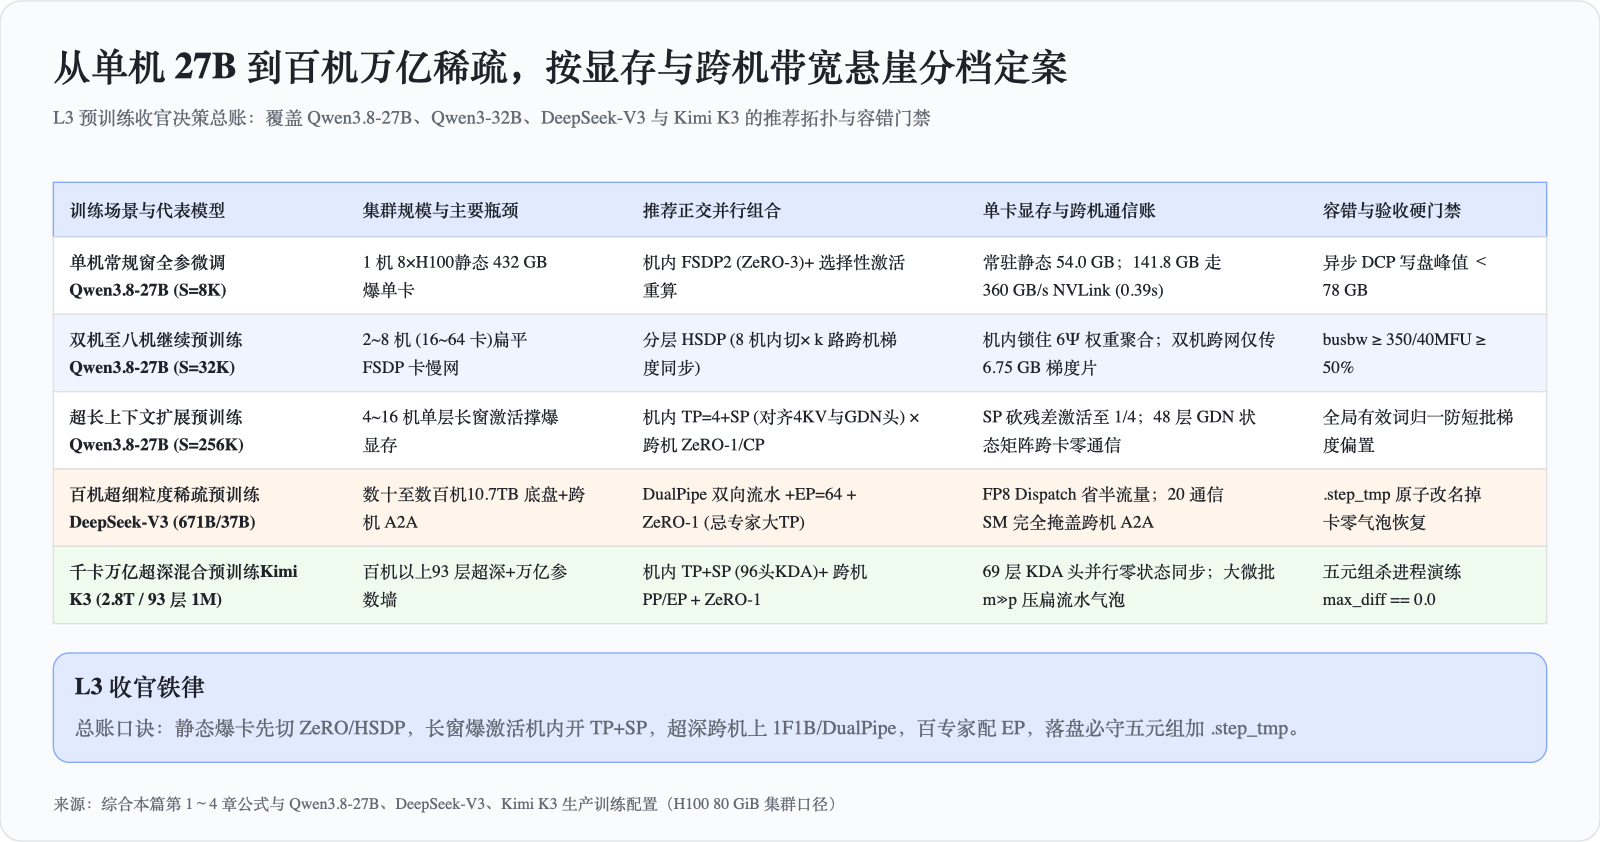 从单机 27B 到百机万亿稀疏，按显存与跨机带宽悬崖分档定案
L3 预训练收官决策总账：覆盖 Qwen3.8-27B、Qwen3-32B、DeepSeek-V3 与 Kimi K3 的推荐拓扑与容错门禁
训练场景与代表模型
集群规模与主要瓶颈
推荐正交并行组合
单卡显存与跨机通信账
容错与验收硬门禁
单机常规窗全参微调
Qwen3.8-27B (S=8K)
1 机 8×H100静态 432 GB
爆单卡
机内 FSDP2 (ZeRO-3)+ 选择性激活
重算
常驻静态 54.0 GB；141.8 GB 走
360 GB/s NVLink (0.39s)
异步 DCP 写盘峰值 <
78 GB
双机至八机继续预训练
Qwen3.8-27B (S=32K)
2~8 机 (16~64 卡)扁平
FSDP 卡慢网
分层 HSDP (8 机内切× k 路跨机梯
度同步)
机内锁住 6Ψ 权重聚合；双机跨网仅传
6.75 GB 梯度片
busbw ≥ 350/40MFU ≥
50%
超长上下文扩展预训练
Qwen3.8-27B (S=256K)
4~16 机单层长窗激活撑爆
显存
机内 TP=4+SP (对齐4KV与GDN头) ×
跨机 ZeRO-1/CP
SP 砍残差激活至 1/4；48 层 GDN 状
态矩阵跨卡零通信
全局有效词归一防短批梯
度偏置
百机超细粒度稀疏预训练
DeepSeek-V3 (671B/37B)
数十至数百机10.7TB 底盘+跨
机 A2A
DualPipe 双向流水 +EP=64 +
ZeRO-1 (忌专家大TP)
FP8 Dispatch 省半流量；20 通信
SM 完全掩盖跨机 A2A
.step_tmp 原子改名掉
卡零气泡恢复
千卡万亿超深混合预训练Kimi
K3 (2.8T / 93 层 1M)
百机以上93 层超深+万亿参
数墙
机内 TP+SP (96头KDA)+ 跨机
PP/EP + ZeRO-1
69 层 KDA 头并行零状态同步；大微批
m≫p 压扁流水气泡
五元组杀进程演练
max_diff == 0.0
L3 收官铁律
总账口诀：静态爆卡先切 ZeRO/HSDP，长窗爆激活机内开 TP+SP，超深跨机上 1F1B/DualPipe，百专家配 EP，落盘必守五元组加 .step_tmp。
来源：综合本篇第 1～4 章公式与 Qwen3.8-27B、DeepSeek-V3、Kimi K3 生产训练配置（H100 80 GiB 集群口径）